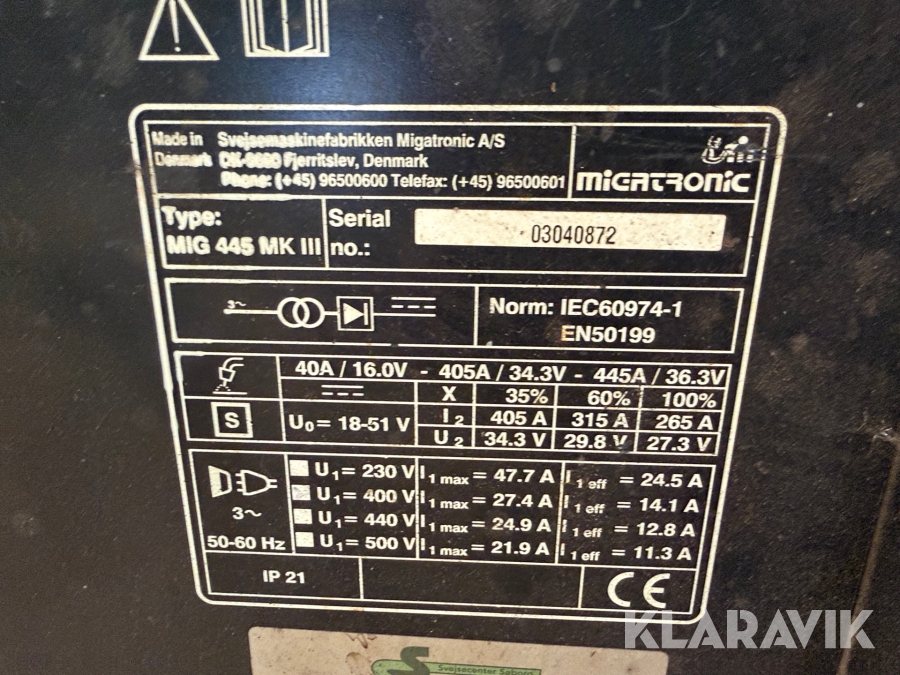 Made in Svejsemaskinefabrikken Migatronic A/S
Denmark DK-9690 Fjerritslev, Denmark
Phone: (+45) 96500600 Telefax: (+45) 96500601
MIGATRONIC
Type:
MIG 445 MK III
Serial
no.:
03040872
3~
Norm: IEC60974-1
EN50199
40A / 16.0V - 405A / 34.3V - 445A / 36.3V
X 35% 60% 100%
S
U0 = 18-51 V
I2 405 A 315 A 265 A
U2 34.3 V 29.8 V 27.3 V
U1 = 230 V I1 max = 47.7 A I1 eff = 24.5 A
U1 = 400 V I1 max = 27.4 A I1 eff = 14.1 A
U1 = 440 V I1 max = 24.9 A I1 eff = 12.8 A
U1 = 500 V I1 max = 21.9 A I1 eff = 11.3 A
3~
50-60 Hz
IP 21
CE
KLARAVIK
Svejsecenter Søborg